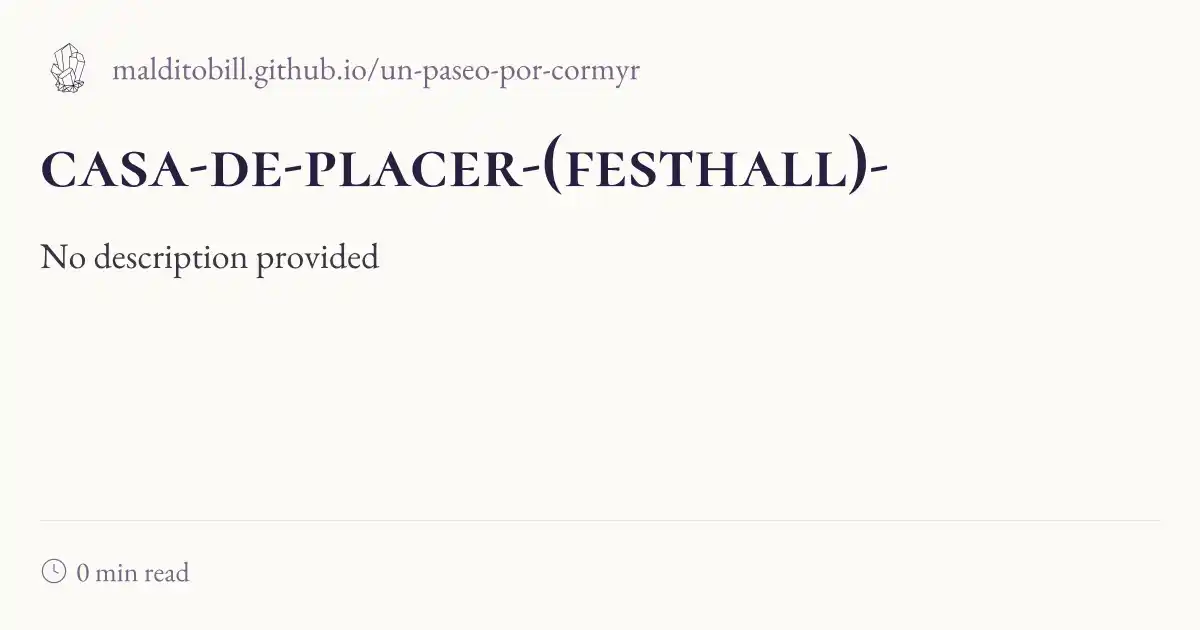 malditobill.github.io/un-paseo-por-cormyr
CASA-DE-PLACER-(FESTHALL)-
No description provided
0 min read